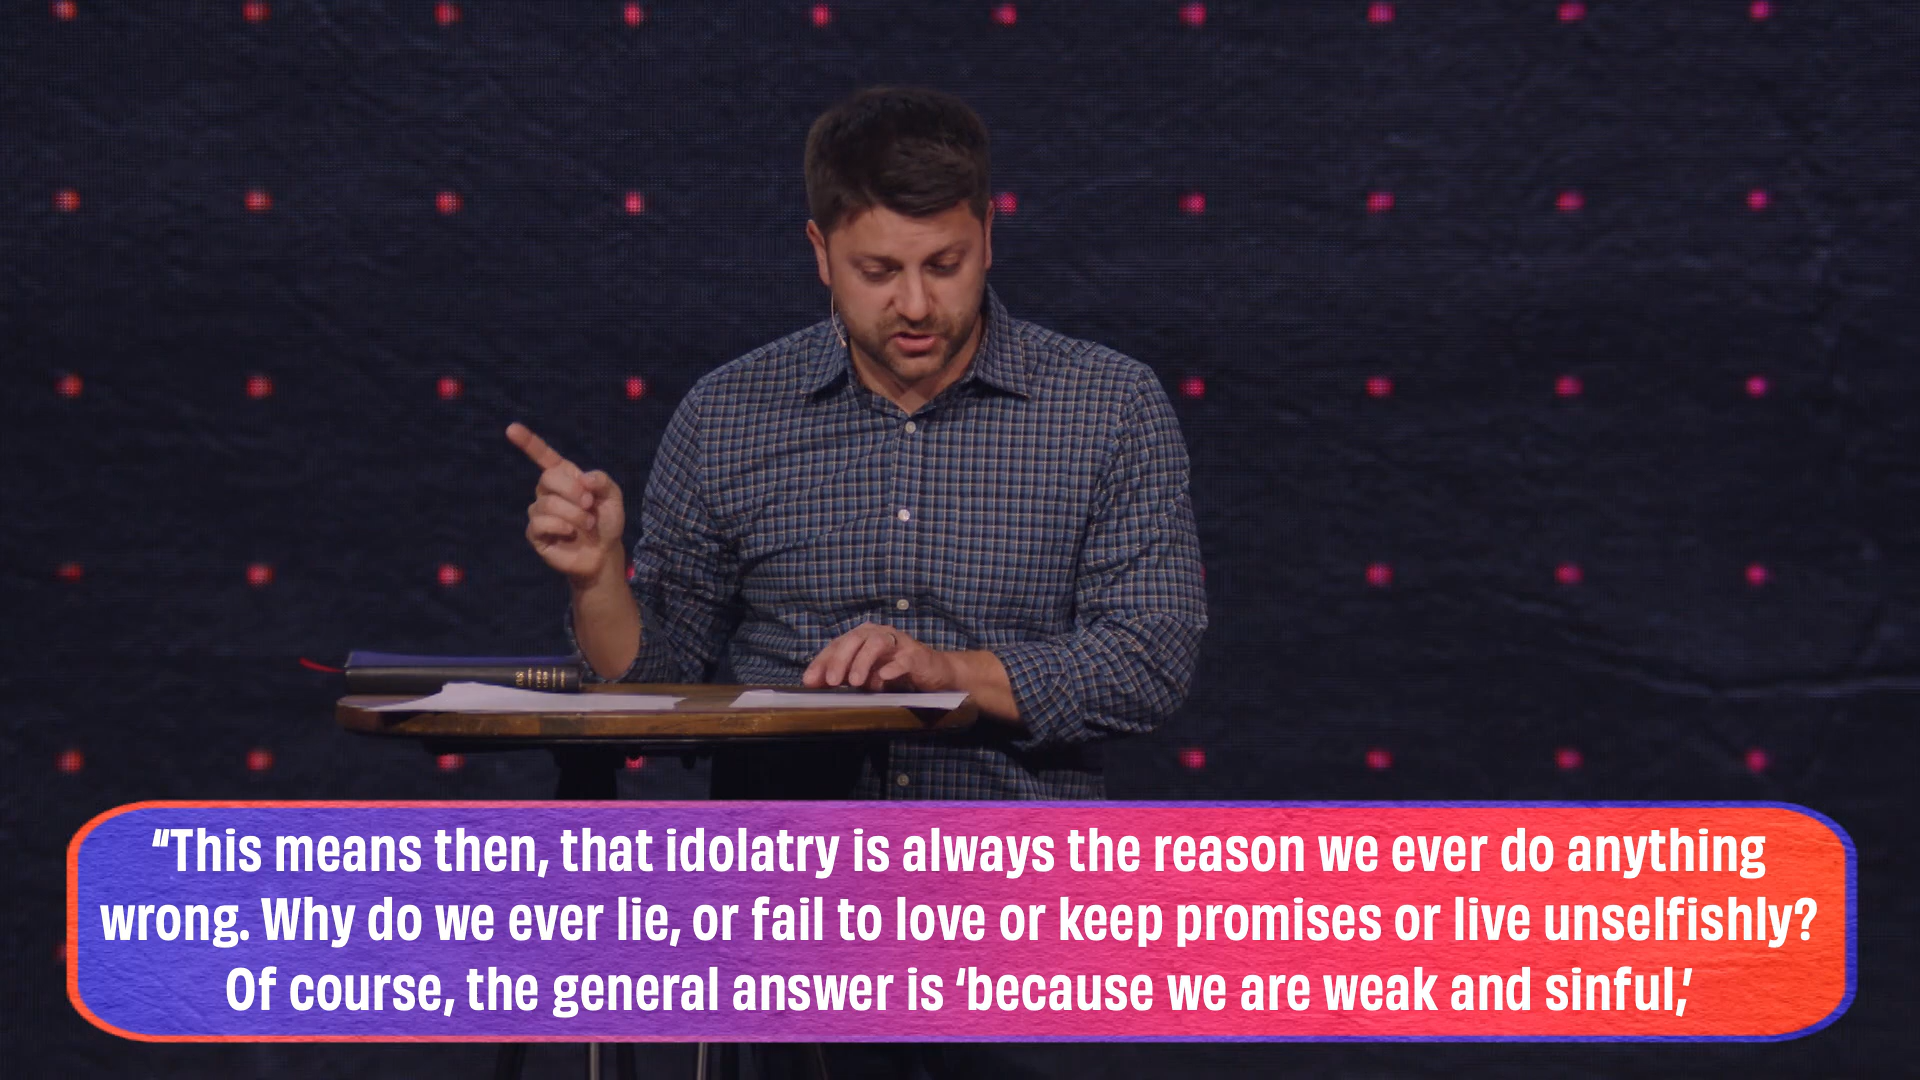 “This means then, that idolatry is always the reason we ever do anything
wrong. Why do we ever lie, or fail to love or keep promises or live unselfishly?
Of course, the general answer is ‘because we are weak and sinful,’